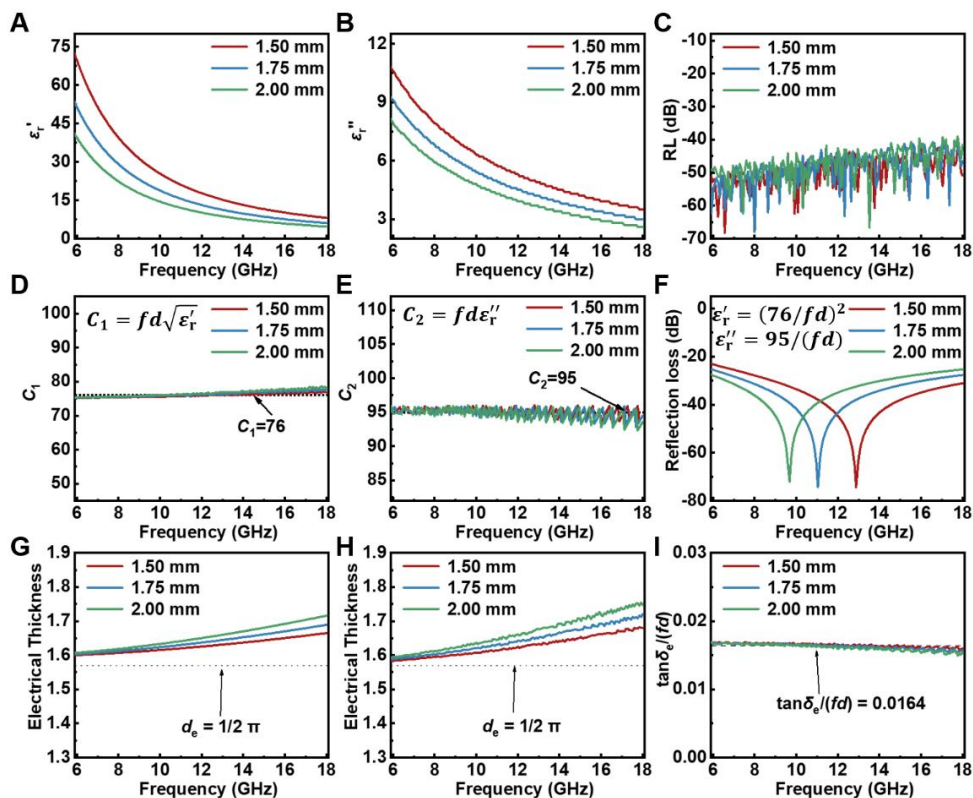 A
75
60
45
30
15
0
εr'
1.50 mm
1.75 mm
2.00 mm
6 8 10 12 14 16 18
Frequency (GHz)
B
12
9
6
3
εr''
1.50 mm
1.75 mm
2.00 mm
6 8 10 12 14 16 18
Frequency (GHz)
C
-10
-20
-30
-40
-50
-60
-70
RL (dB)
1.50 mm
1.75 mm
2.00 mm
6 8 10 12 14 16 18
Frequency (GHz)
D
100
90
80
70
60
50
C1
C1 = fd√εr'
1.50 mm
1.75 mm
2.00 mm
C1=76
6 8 10 12 14 16 18
Frequency (GHz)
E
110
105
100
95
90
85
C2
C2 = fdεr''
1.50 mm
1.75 mm
2.00 mm
C2=95
6 8 10 12 14 16 18
Frequency (GHz)
F
0
-20
-40
-60
-80
Reflection loss (dB)
εr' = (76/fd)²
εr'' = 95/(fd)
1.50 mm
1.75 mm
2.00 mm
6 8 10 12 14 16 18
Frequency (GHz)
G
1.9
1.8
1.7
1.6
1.5
1.4
1.3
Electrical Thickness
1.50 mm
1.75 mm
2.00 mm
de = 1/2 π
6 8 10 12 14 16 18
Frequency (GHz)
H
1.9
1.8
1.7
1.6
1.5
1.4
1.3
Electrical Thickness
1.50 mm
1.75 mm
2.00 mm
de = 1/2 π
6 8 10 12 14 16 18
Frequency (GHz)
I
0.03
0.02
0.01
0.00
tanδe/(fd)
1.50 mm
1.75 mm
2.00 mm
tanδe/(fd) = 0.0164
6 8 10 12 14 16 18
Frequency (GHz)